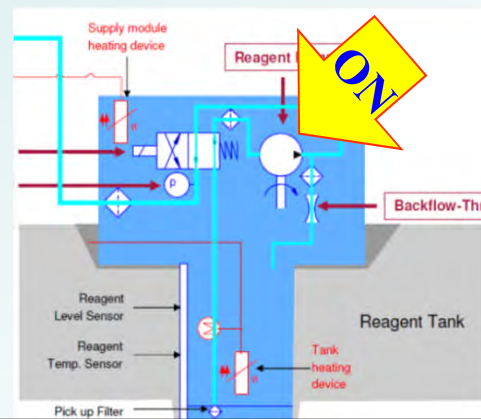 Supply module
heating device
Reagent
ON
n
p
Backflow-Thr
Reagent
Level Sensor
Reagent
Temp. Sensor
Reagent Tank
Tank
heating
device
n
Pick up Filter